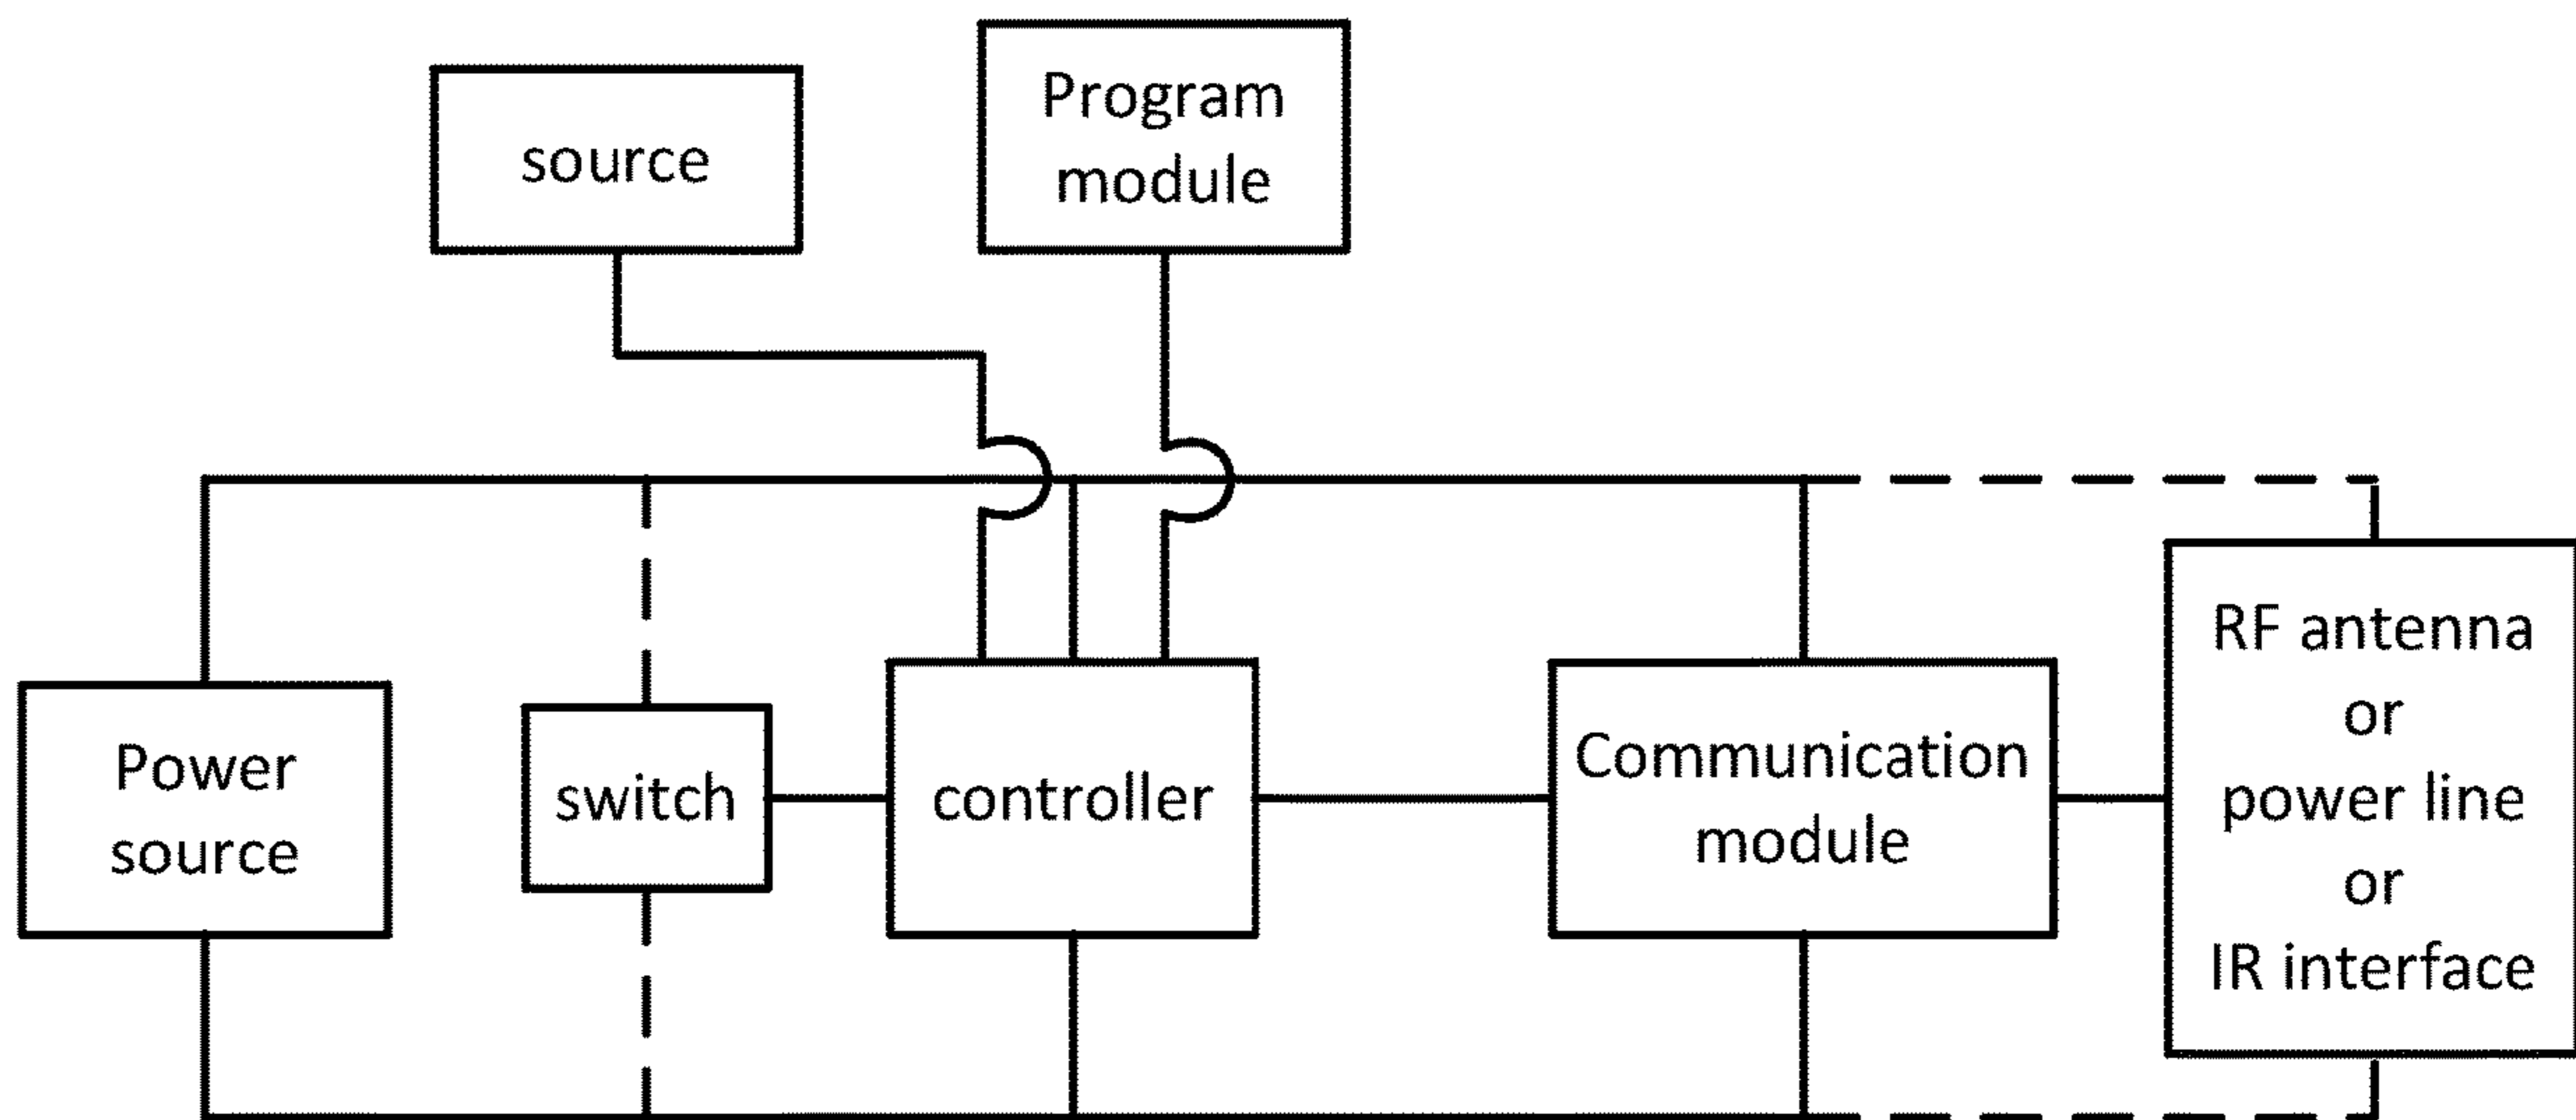 source
Program
module
Power
source
switch
controller
Communication
module
RF antenna
or
power line
or
IR interface